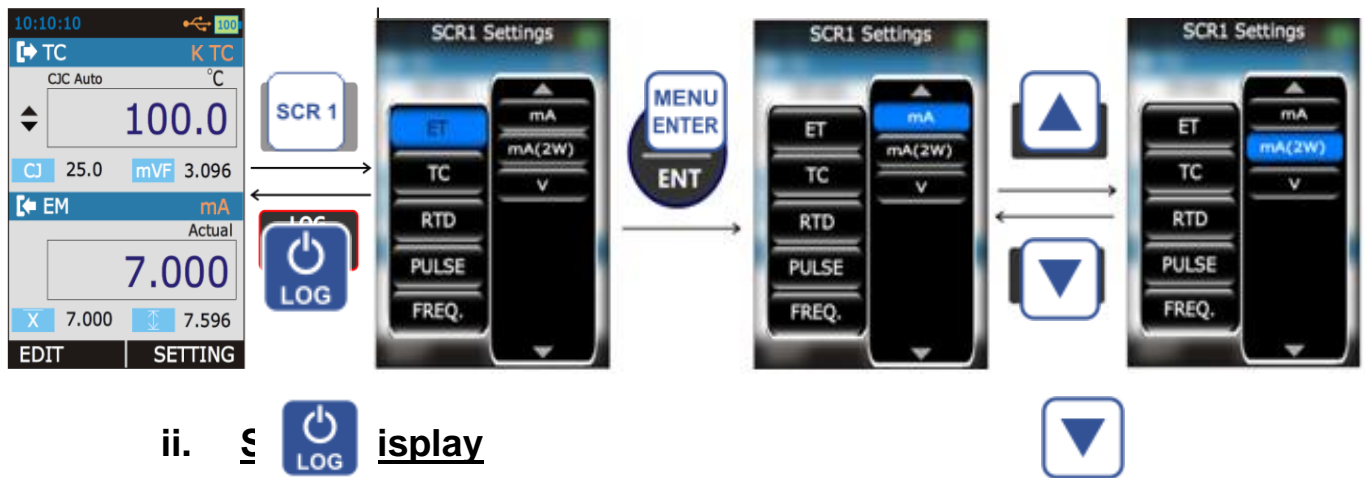 10:10:10 100
TC K TC
CJC Auto °C
100.0
CJ 25.0 mVF 3.096
EM mA
Actual
7.000
X 7.000 7.596
EDIT SETTING
SCR 1
LOG
LOG
SCR1 Settings
ET
TC
RTD
PULSE
FREQ.
mA
mA(2W)
V
MENU
ENTER
ENT
SCR1 Settings
ET
TC
RTD
PULSE
FREQ.
mA
mA(2W)
V
SCR1 Settings
ET
TC
RTD
PULSE
FREQ.
mA
mA(2W)
V
ii. LOG isplay